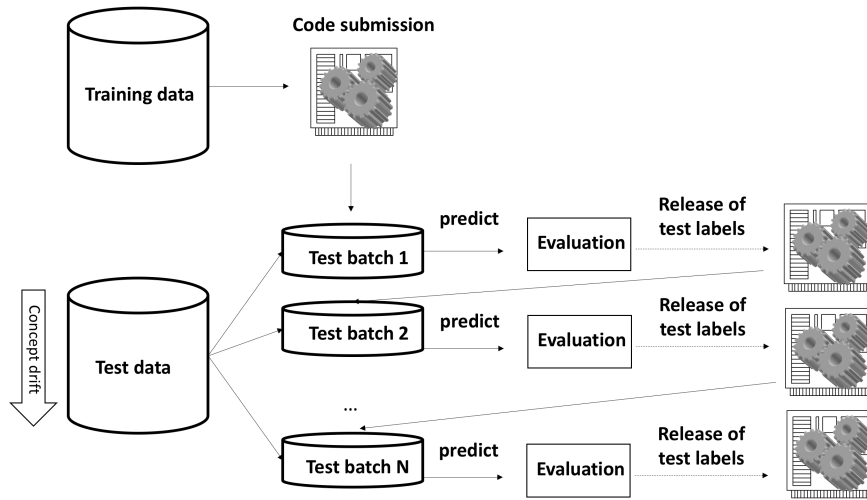 Code submission
Training data
Test batch 1
predict
Evaluation
Release of
test labels
Concept drift
Test data
Test batch 2
predict
Evaluation
Release of
test labels
...
Test batch N
predict
Evaluation
Release of
test labels